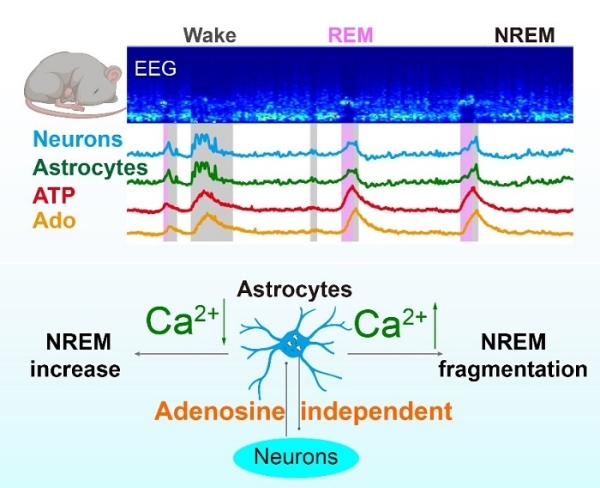 Wake REM NREM
EEG
Neurons
Astrocytes
ATP
Ado
Astrocytes
Ca²⁺ Ca²⁺
NREM increase
NREM fragmentation
Adenosine independent
Neurons